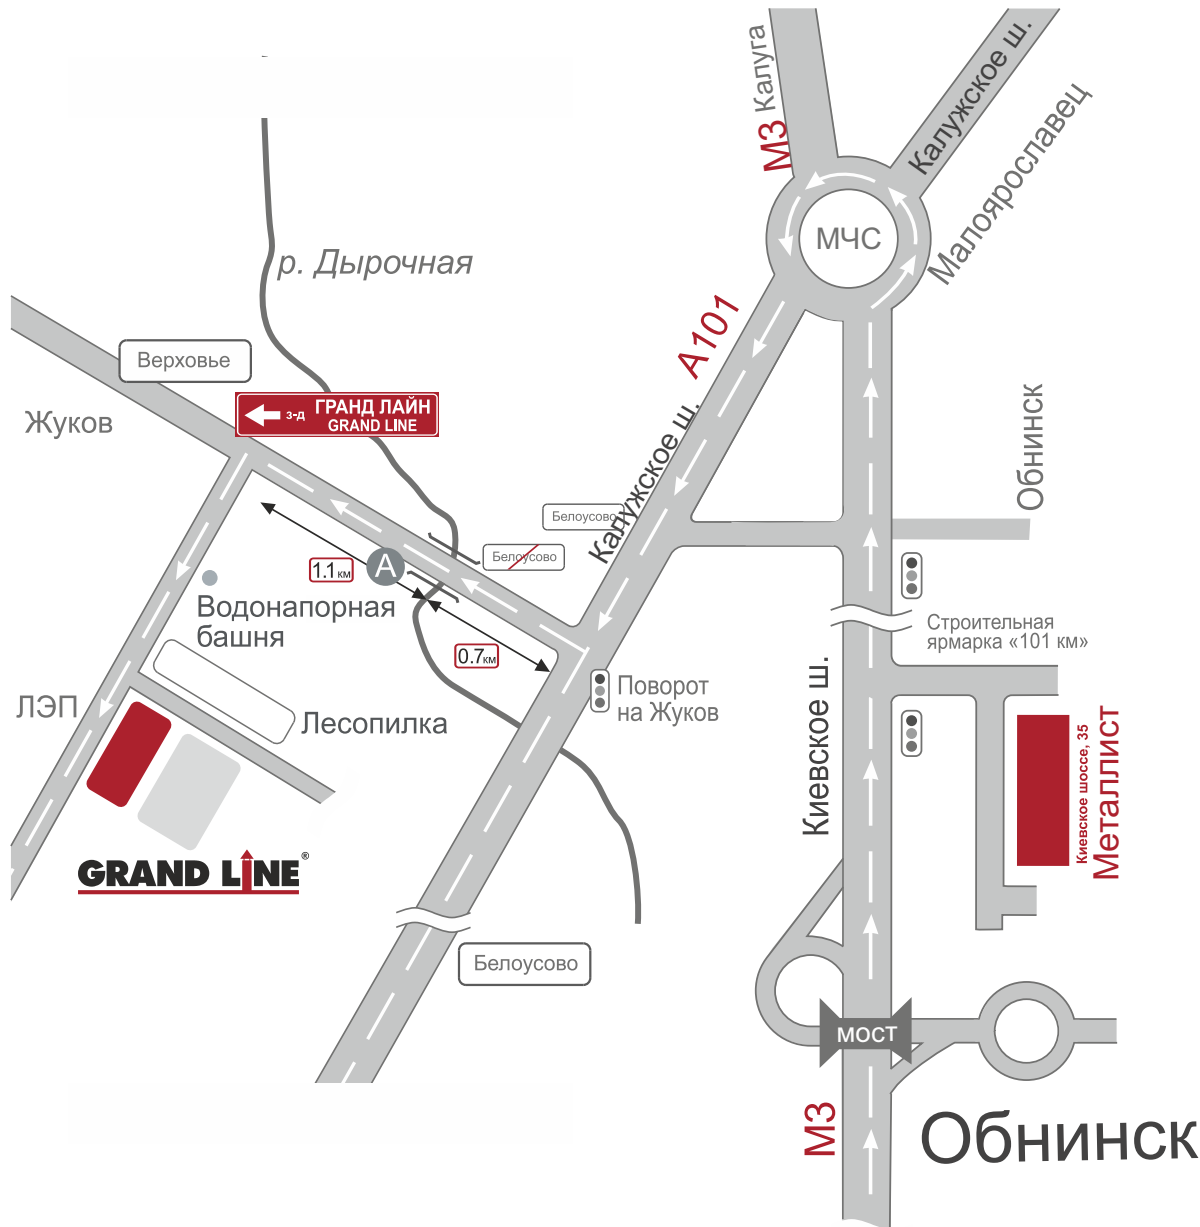 М3 Калуга
Калужское ш.
Малоярославец
МЧС
р. Дырочная
А101
Верховье
з-д ГРАНД ЛАЙН
GRAND LINE
Жуков
Калужское ш.
Обнинск
Белоусово
Белоусово
1.1 км
А
Водонапорная
башня
0.7км
Строительная
ярмарка «101 км»
Поворот
на Жуков
ЛЭП
Лесопилка
Киевское ш.
Киевское шоссе, 35
Металлист
GRAND LINE®
Белоусово
мост
М3
Обнинск